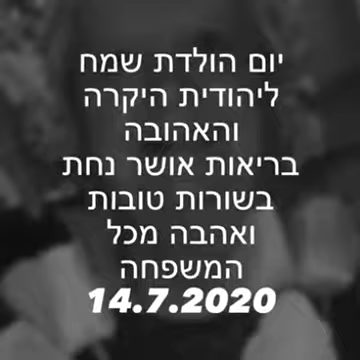 יום הולדת שמח
ליהודית היקרה
והאהובה
בריאות אושר נחת
בשורות טובות
ואהבה מכל
המשפחה
14.7.2020